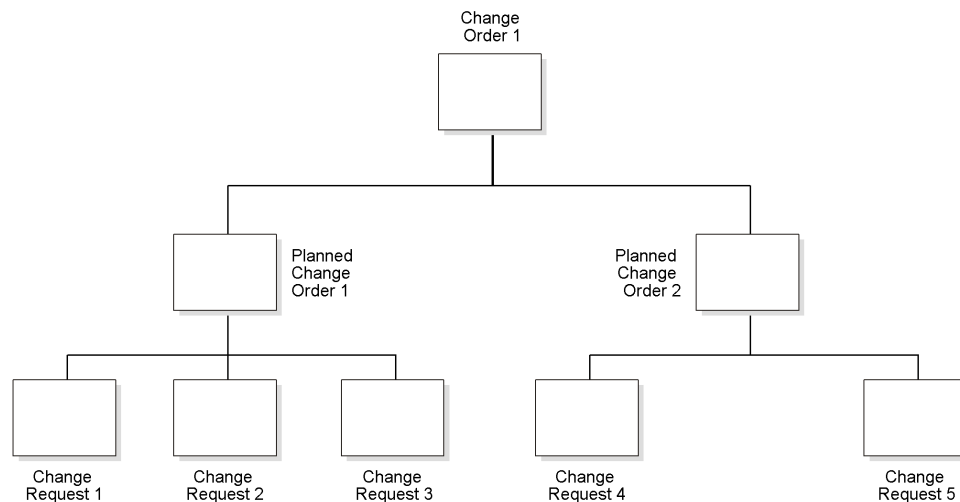 Change
Order 1
Planned
Change
Order 1
Planned
Change
Order 2
Change
Request 1
Change
Request 2
Change
Request 3
Change
Request 4
Change
Request 5